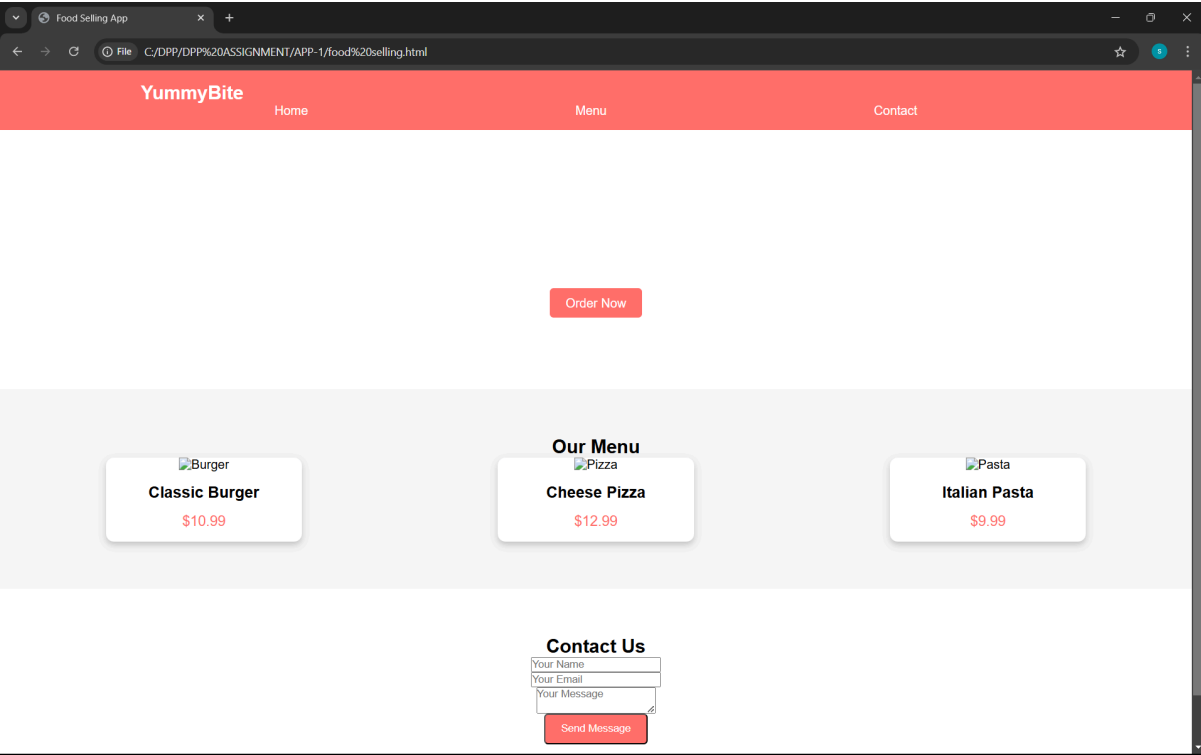 Food Selling App
File C:/DPP/DPP%20ASSIGNMENT/APP-1/food%20selling.html
s
YummyBite
Home Menu Contact
Order Now
Our Menu
Burger Pizza Pasta
Classic Burger Cheese Pizza Italian Pasta
$10.99 $12.99 $9.99
Contact Us
Your Name
Your Email
Your Message
Send Message